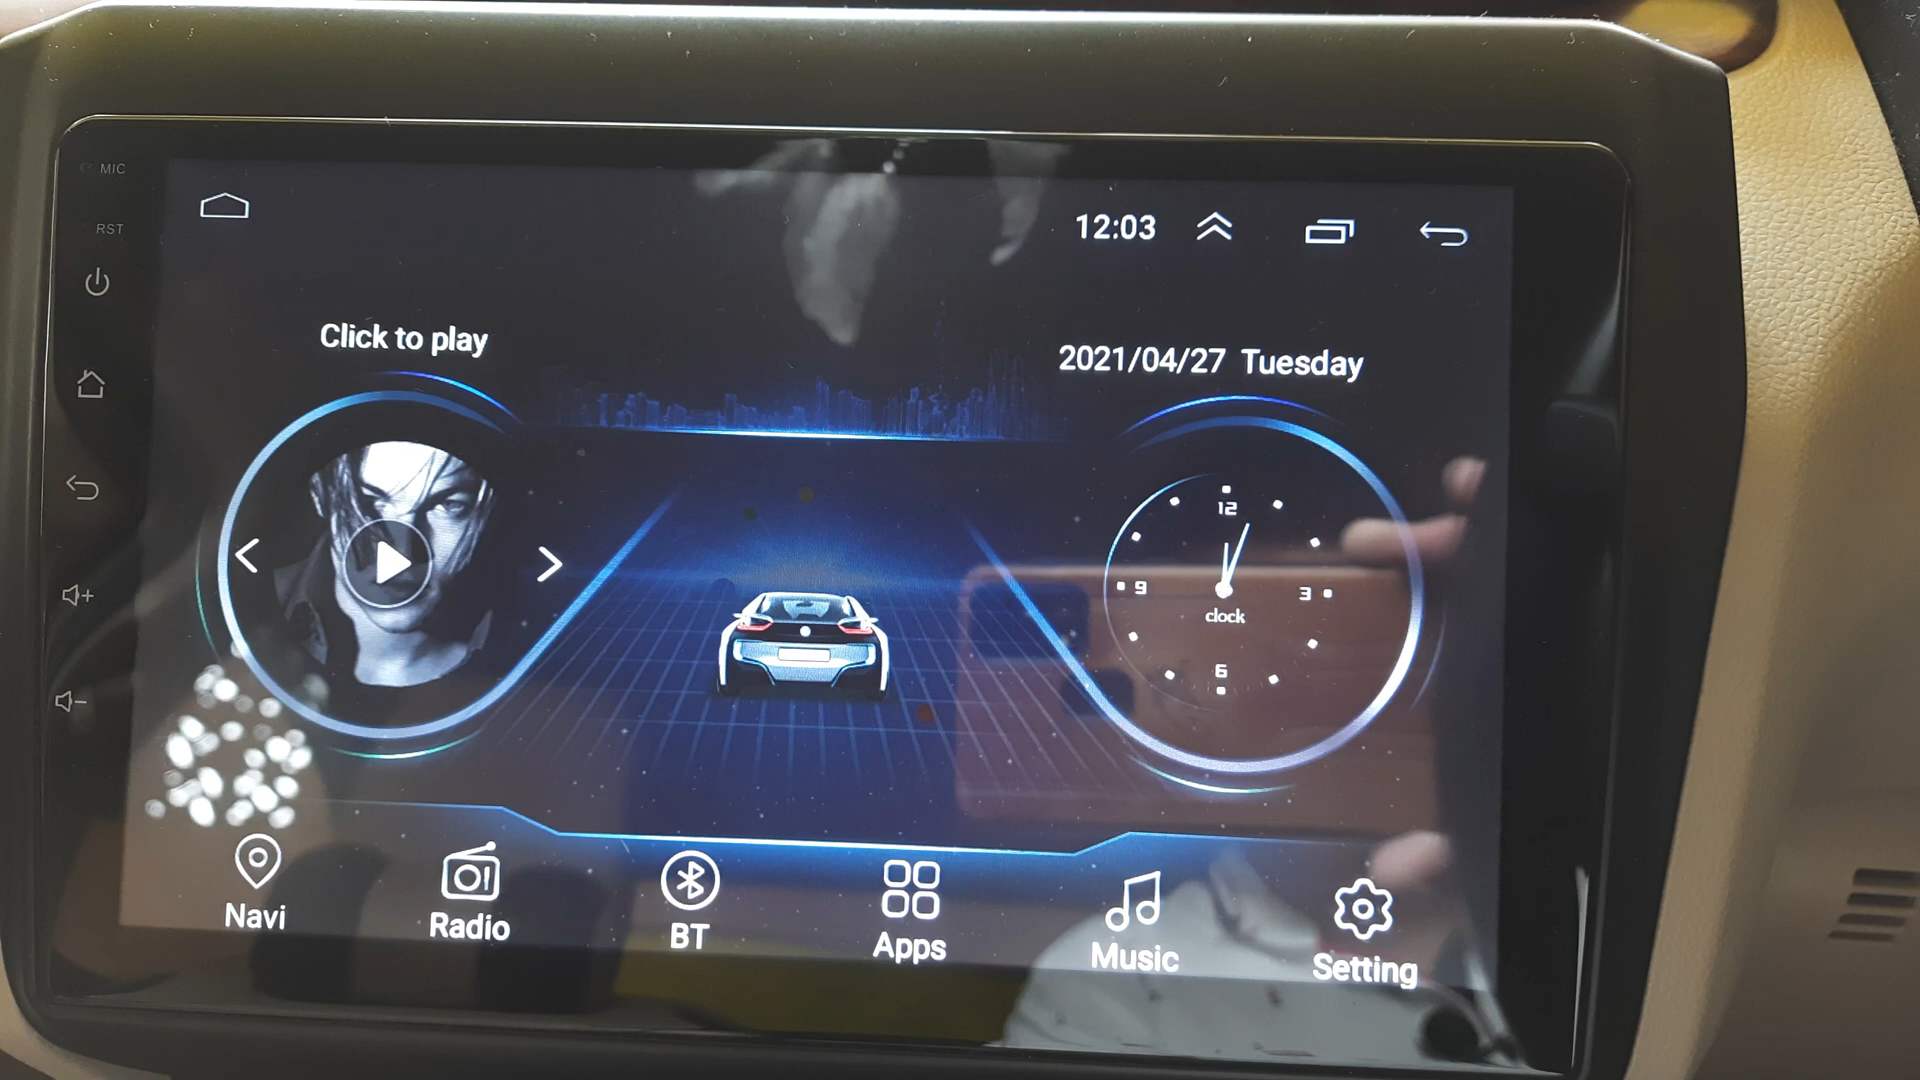 MIC
RST
12:03
Click to play
2021/04/27 Tuesday
12
9
3
clock
6
Navi
Radio
BT
Apps
Music
Setting